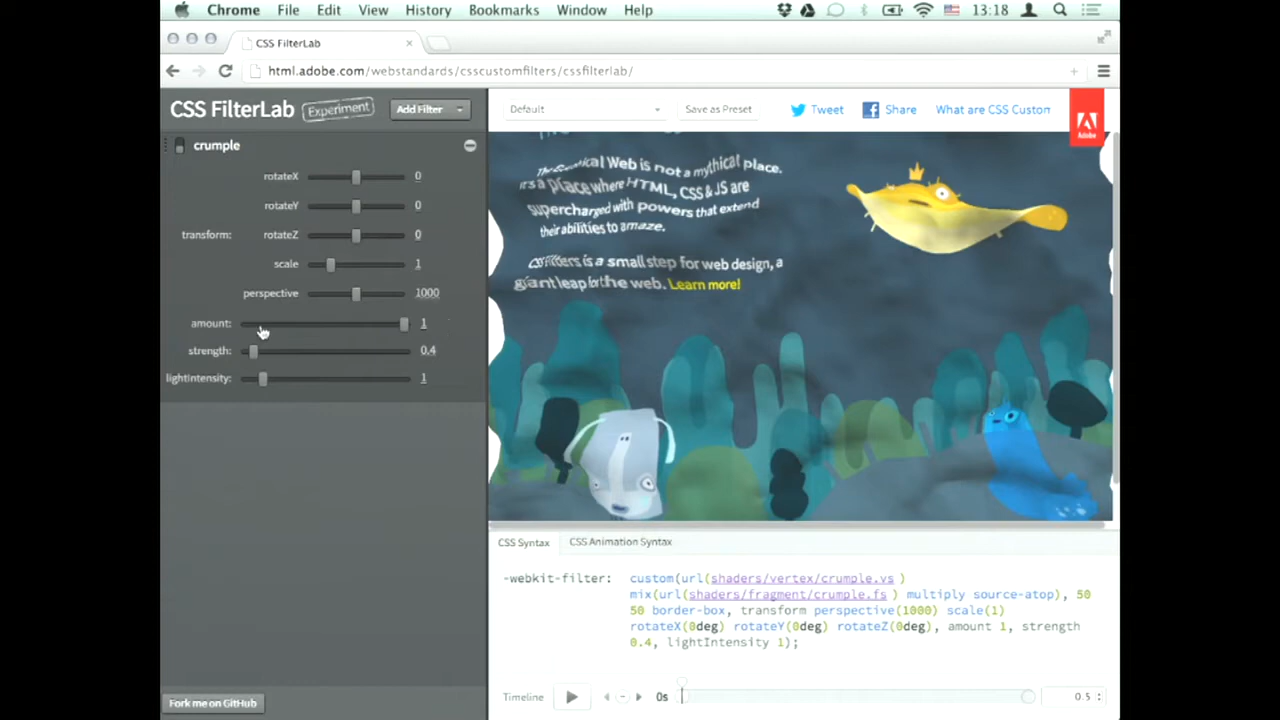 Chrome File Edit View History Bookmarks Window Help 13:18
CSS FilterLab
html.adobe.com/webstandards/csscustomfilters/cssfilterlab/
CSS FilterLab Experiment Add Filter
Default Save as Preset Tweet Share What are CSS Custom
Adobe
crumple
rotateX 0
rotateY 0
transform: rotateZ 0
scale 1
perspective 1000
amount: 1
strength: 0.4
lightintensity: 1
Web is not a mythical place.
It's a place where HTML, CSS & JS are
supercharged with powers that extend
their abilities to amaze.
CSS Filters is a small step for web design, a
giant leap for the web. Learn more!
CSS Syntax CSS Animation Syntax
-webkit-filter: custom(url(shaders/vertex/crumple.vs )
mix(url(shaders/fragment/crumple.fs ) multiply source-atop), 50
50 border-box, transform perspective(1000) scale(1)
rotateX(0deg) rotateY(0deg) rotateZ(0deg), amount 1, strength
0.4, lightIntensity 1);
Timeline 0s 0.5
Fork me on GitHub